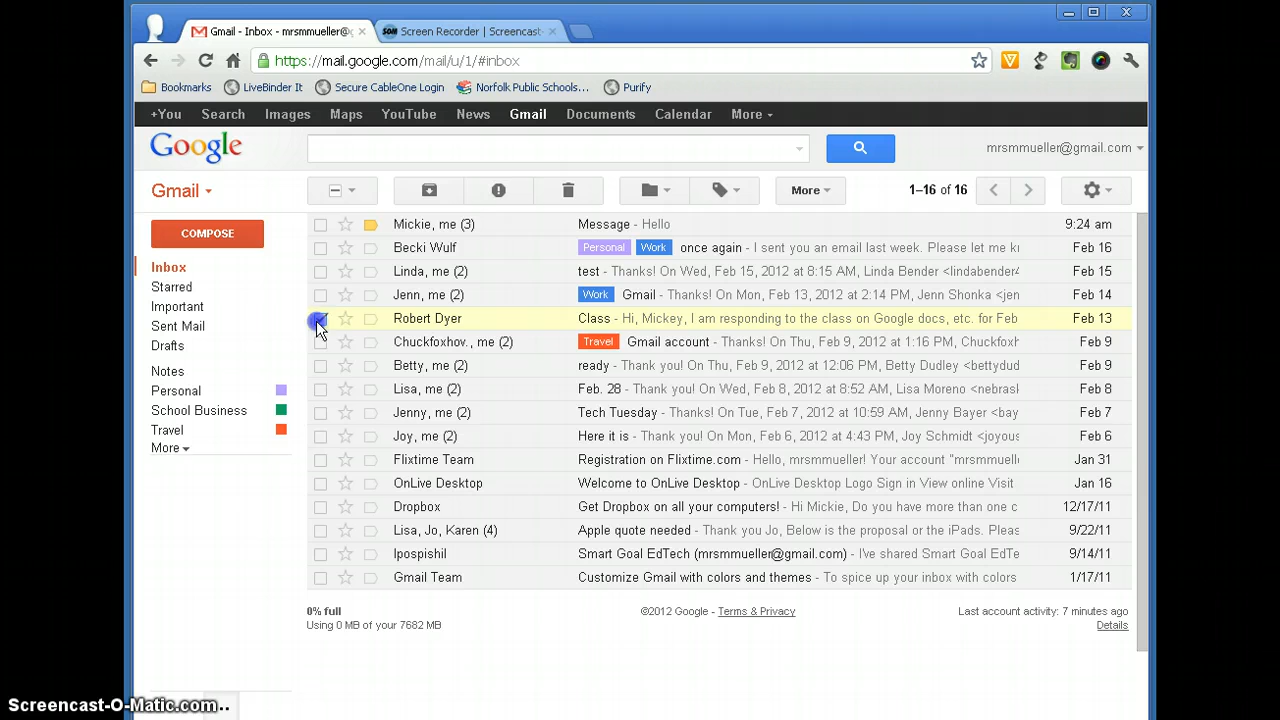 Gmail - Inbox - mrsmmueller@g
Screen Recorder | Screencast-
https://mail.google.com/mail/u/1/#inbox
Bookmarks LiveBinder It Secure CableOne Login Norfolk Public Schools... Purify
+You Search Images Maps YouTube News Gmail Documents Calendar More
Google mrsmmueller@gmail.com
Gmail More 1–16 of 16
COMPOSE
Inbox
Starred
Important
Sent Mail
Drafts
Notes
Personal
School Business
Travel
More
Mickie, me (3) Message - Hello 9:24 am
Becki Wulf Personal Work once again - I sent you an email last week. Please let me ki Feb 16
Linda, me (2) test - Thanks! On Wed, Feb 15, 2012 at 8:15 AM, Linda Bender <lindabender4 Feb 15
Jenn, me (2) Work Gmail - Thanks! On Mon, Feb 13, 2012 at 2:14 PM, Jenn Shonka <jen Feb 14
Robert Dyer Class - Hi, Mickey, I am responding to the class on Google docs, etc. for Feb Feb 13
Chuckfoxhov., me (2) Travel Gmail account - Thanks! On Thu, Feb 9, 2012 at 1:16 PM, Chuckfoxh Feb 9
Betty, me (2) ready - Thank you! On Thu, Feb 9, 2012 at 12:06 PM, Betty Dudley <bettydud Feb 9
Lisa, me (2) Feb. 28 - Thank you! On Wed, Feb 8, 2012 at 8:52 AM, Lisa Moreno <nebras Feb 8
Jenny, me (2) Tech Tuesday - Thanks! On Tue, Feb 7, 2012 at 10:59 AM, Jenny Bayer <bay Feb 7
Joy, me (2) Here it is - Thank you! On Mon, Feb 6, 2012 at 4:43 PM, Joy Schmidt <joyous Feb 6
Flixtime Team Registration on Flixtime.com - Hello, mrsmmueller! Your account "mrsmmuell Jan 31
OnLive Desktop Welcome to OnLive Desktop - OnLive Desktop Logo Sign in View online Visit Jan 16
Dropbox Get Dropbox on all your computers! - Hi Mickie, Do you have more than one c 12/17/11
Lisa, Jo, Karen (4) Apple quote needed - Thank you Jo, Below is the proposal or the iPads. Pleas 9/22/11
lpospishil Smart Goal EdTech (mrsmmueller@gmail.com) - I've shared Smart Goal EdTe 9/14/11
Gmail Team Customize Gmail with colors and themes - To spice up your inbox with colors 1/17/11
0% full
Using 0 MB of your 7682 MB
©2012 Google - Terms & Privacy
Last account activity: 7 minutes ago
Details
Screencast-O-Matic.com...